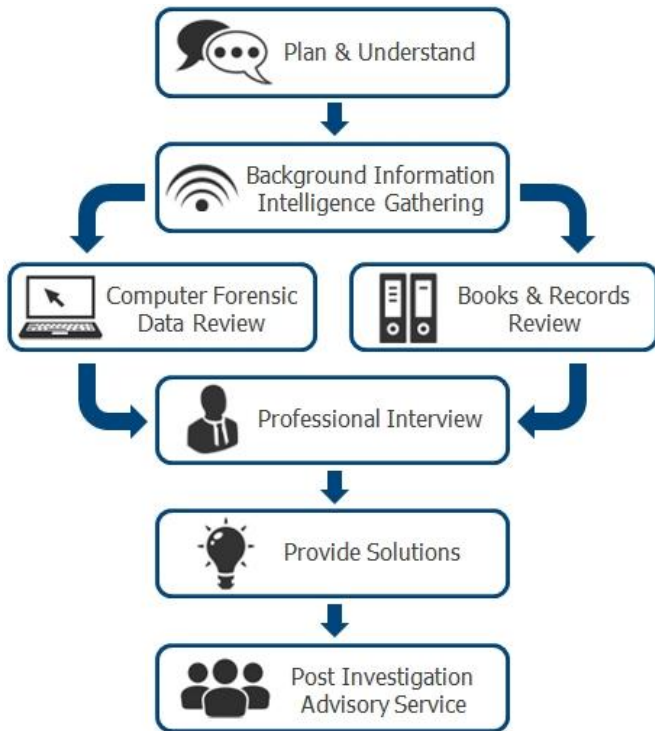 Plan & Understand
Background Information
Intelligence Gathering
Computer Forensic
Data Review
Books & Records
Review
Professional Interview
Provide Solutions
Post Investigation
Advisory Service